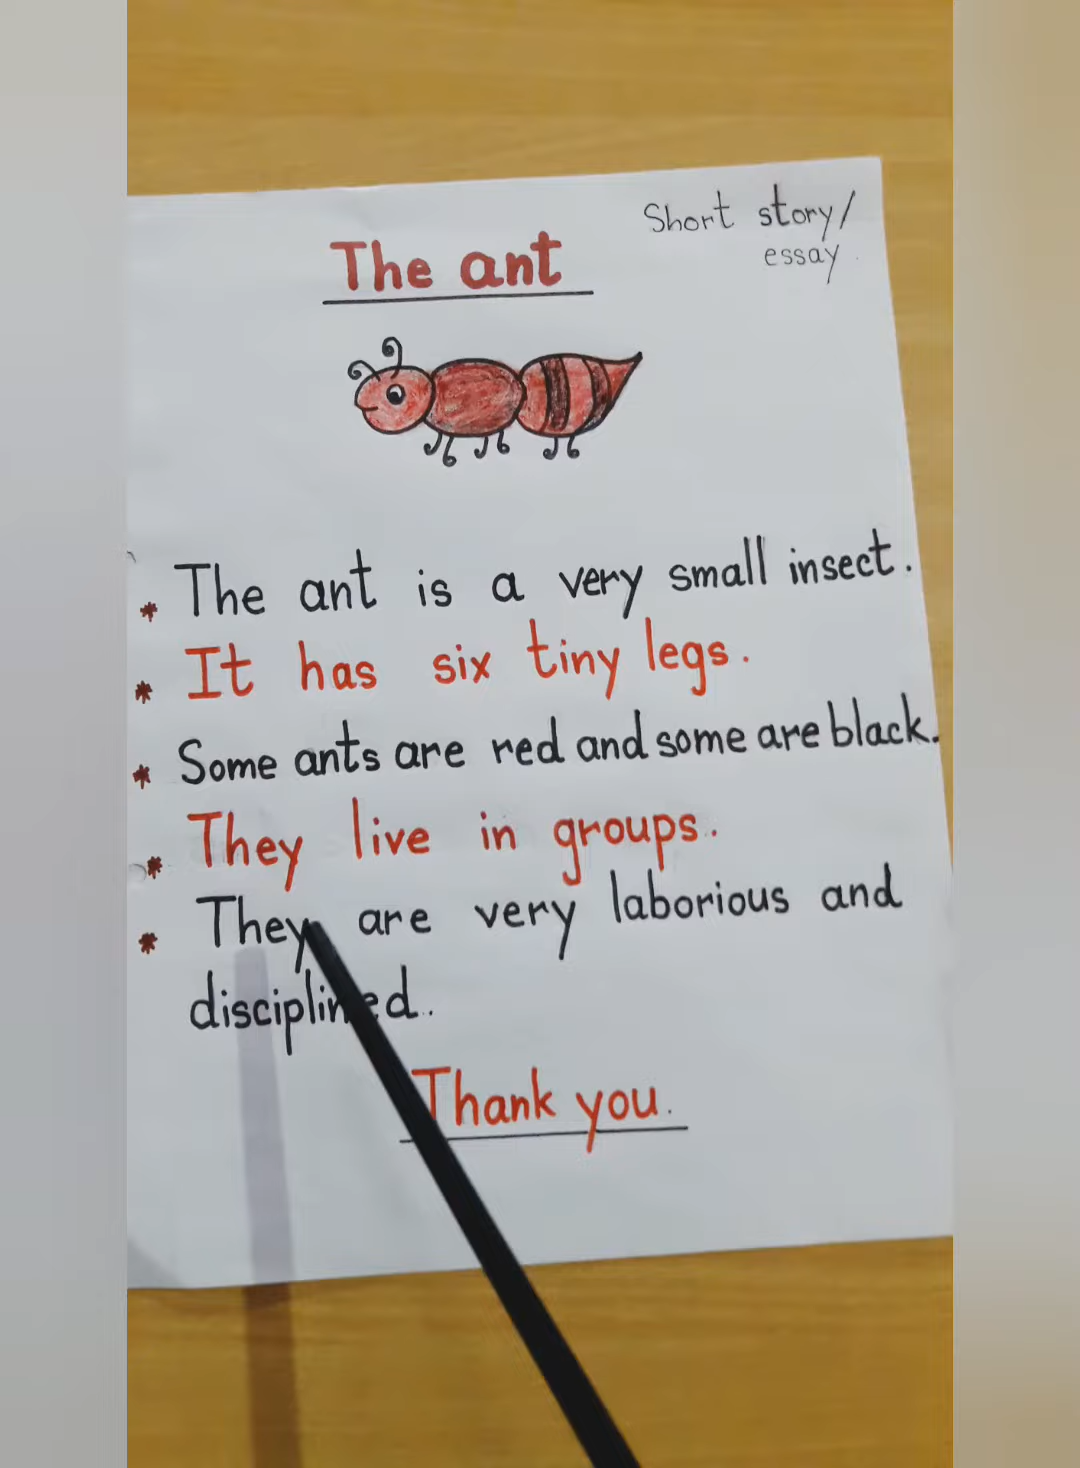 Short story/
essay.
The ant
* The ant is a very small insect.
* It has six tiny legs.
* Some ants are red and some are black.
* They live in groups.
* They are very laborious and
disciplined.
Thank you.